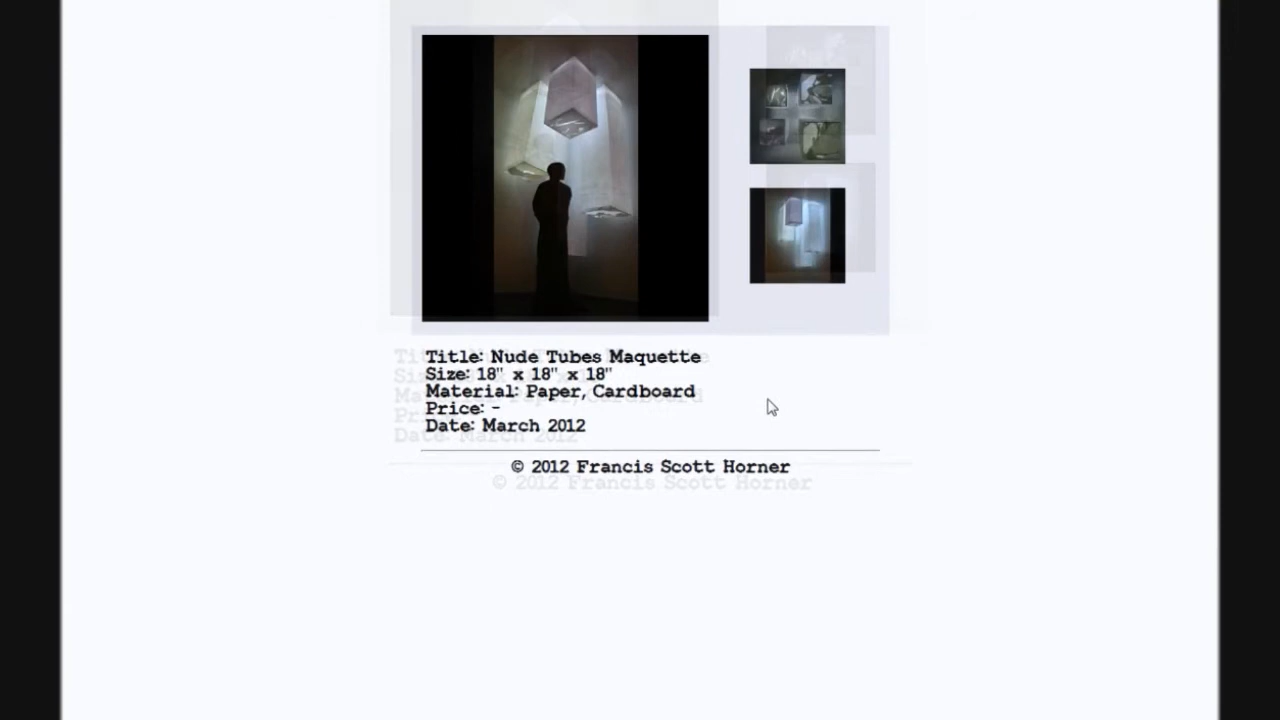 Title: Nude Tubes Maquette
Size: 18" x 18" x 18"
Material: Paper, Cardboard
Price: -
Date: March 2012
© 2012 Francis Scott Horner